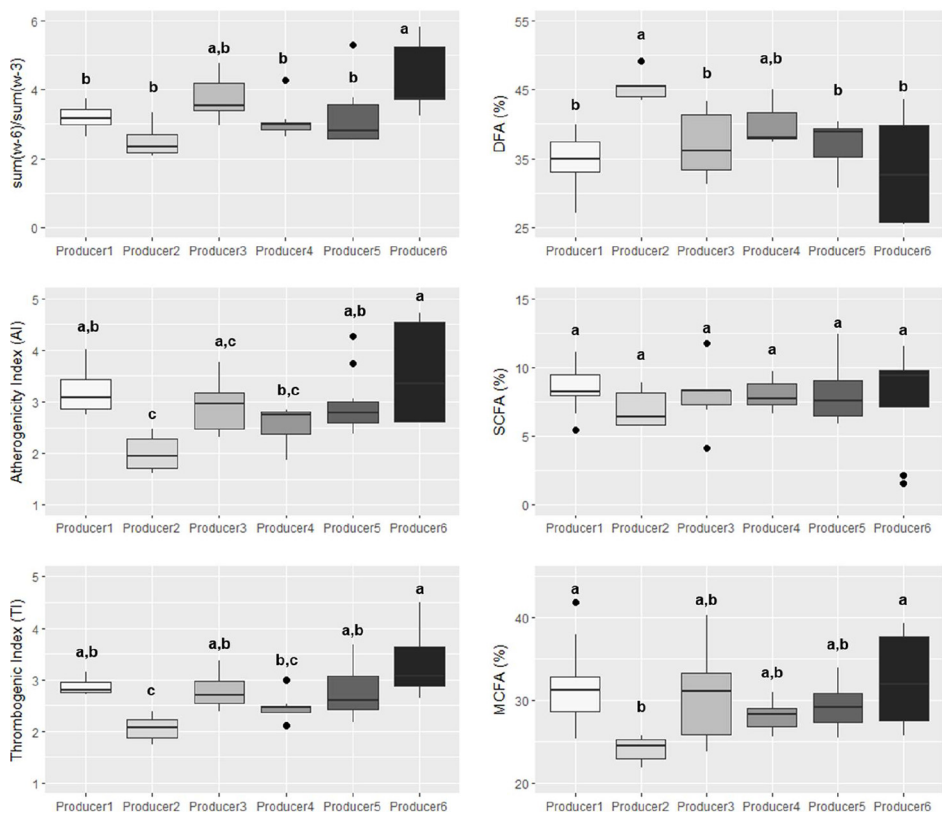 sum(w-6)/sum(w-3)
6
4
2
0
b
b
a,b
b
b
a
Producer1 Producer2 Producer3 Producer4 Producer5 Producer6
DFA (%)
55
45
35
25
b
a
b
a,b
b
b
Producer1 Producer2 Producer3 Producer4 Producer5 Producer6
Atherogenicity Index (AI)
5
4
3
2
1
a,b
c
a,c
b,c
a,b
a
Producer1 Producer2 Producer3 Producer4 Producer5 Producer6
SCFA (%)
15
10
5
0
a
a
a
a
a
a
Producer1 Producer2 Producer3 Producer4 Producer5 Producer6
Thrombogenic Index (TI)
5
4
3
2
1
a,b
c
a,b
b,c
a,b
a
Producer1 Producer2 Producer3 Producer4 Producer5 Producer6
MCFA (%)
40
30
20
a
b
a,b
a,b
a,b
a
Producer1 Producer2 Producer3 Producer4 Producer5 Producer6